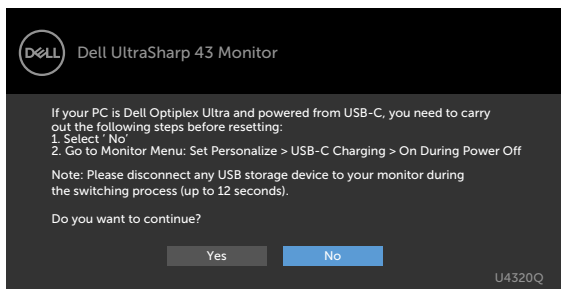 DELL
Dell UltraSharp 43 Monitor
If your PC is Dell Optiplex Ultra and powered from USB-C, you need to carry
out the following steps before resetting:
1. Select ‘ No’
2. Go to Monitor Menu: Set Personalize > USB-C Charging > On During Power Off
Note: Please disconnect any USB storage device to your monitor during
the switching process (up to 12 seconds).
Do you want to continue?
Yes No
U4320Q